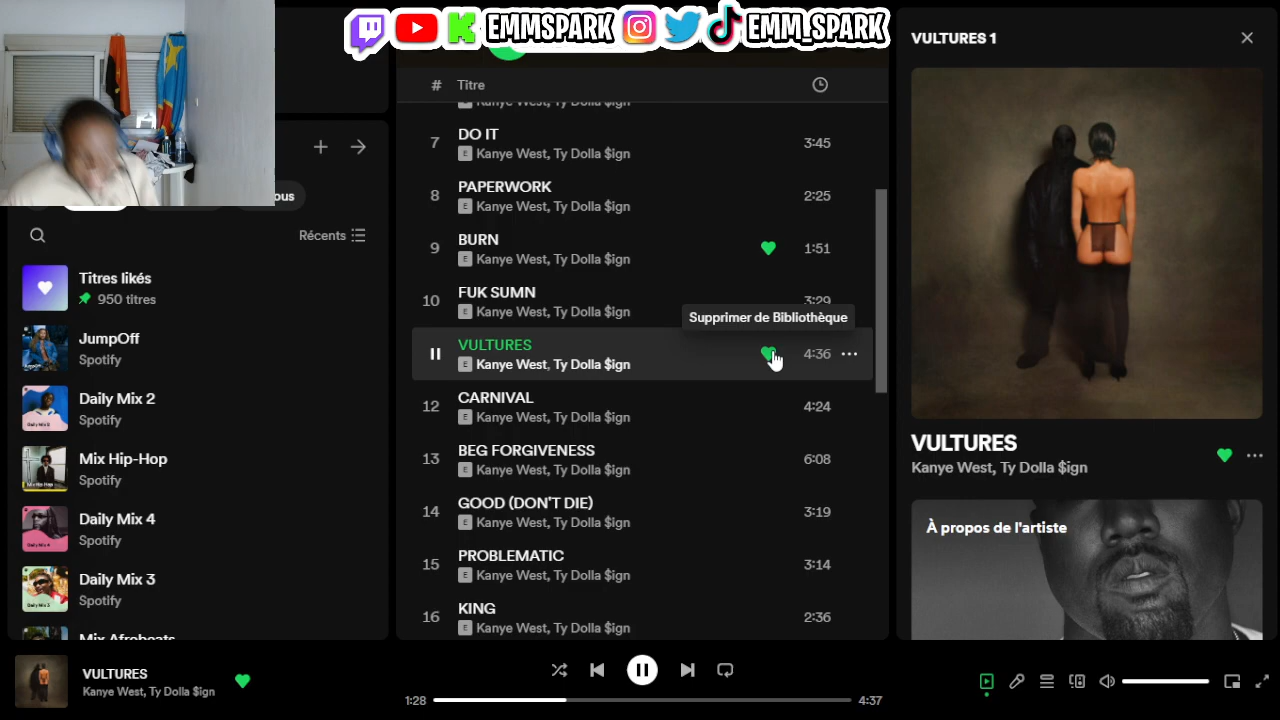 EMMSPARK EMM_SPARK
ous
Récents
Titres likés
950 titres
JumpOff
Spotify
Daily Mix 2
Spotify
Mix Hip-Hop
Spotify
Daily Mix 4
Spotify
Daily Mix 3
Spotify
Mix Afrobeats
# Titre
Kanye West, Ty Dolla $ign
7 DO IT 3:45
E Kanye West, Ty Dolla $ign
8 PAPERWORK 2:25
E Kanye West, Ty Dolla $ign
9 BURN 1:51
E Kanye West, Ty Dolla $ign
10 FUK SUMN 3:29
E Kanye West, Ty Dolla $ign
Supprimer de Bibliothèque
VULTURES 4:36
E Kanye West, Ty Dolla $ign
12 CARNIVAL 4:24
E Kanye West, Ty Dolla $ign
13 BEG FORGIVENESS 6:08
E Kanye West, Ty Dolla $ign
14 GOOD (DON'T DIE) 3:19
E Kanye West, Ty Dolla $ign
15 PROBLEMATIC 3:14
E Kanye West, Ty Dolla $ign
16 KING 2:36
E Kanye West, Ty Dolla $ign
VULTURES 1
VULTURES
Kanye West, Ty Dolla $ign
À propos de l'artiste
VULTURES
Kanye West, Ty Dolla $ign
1:28 4:37